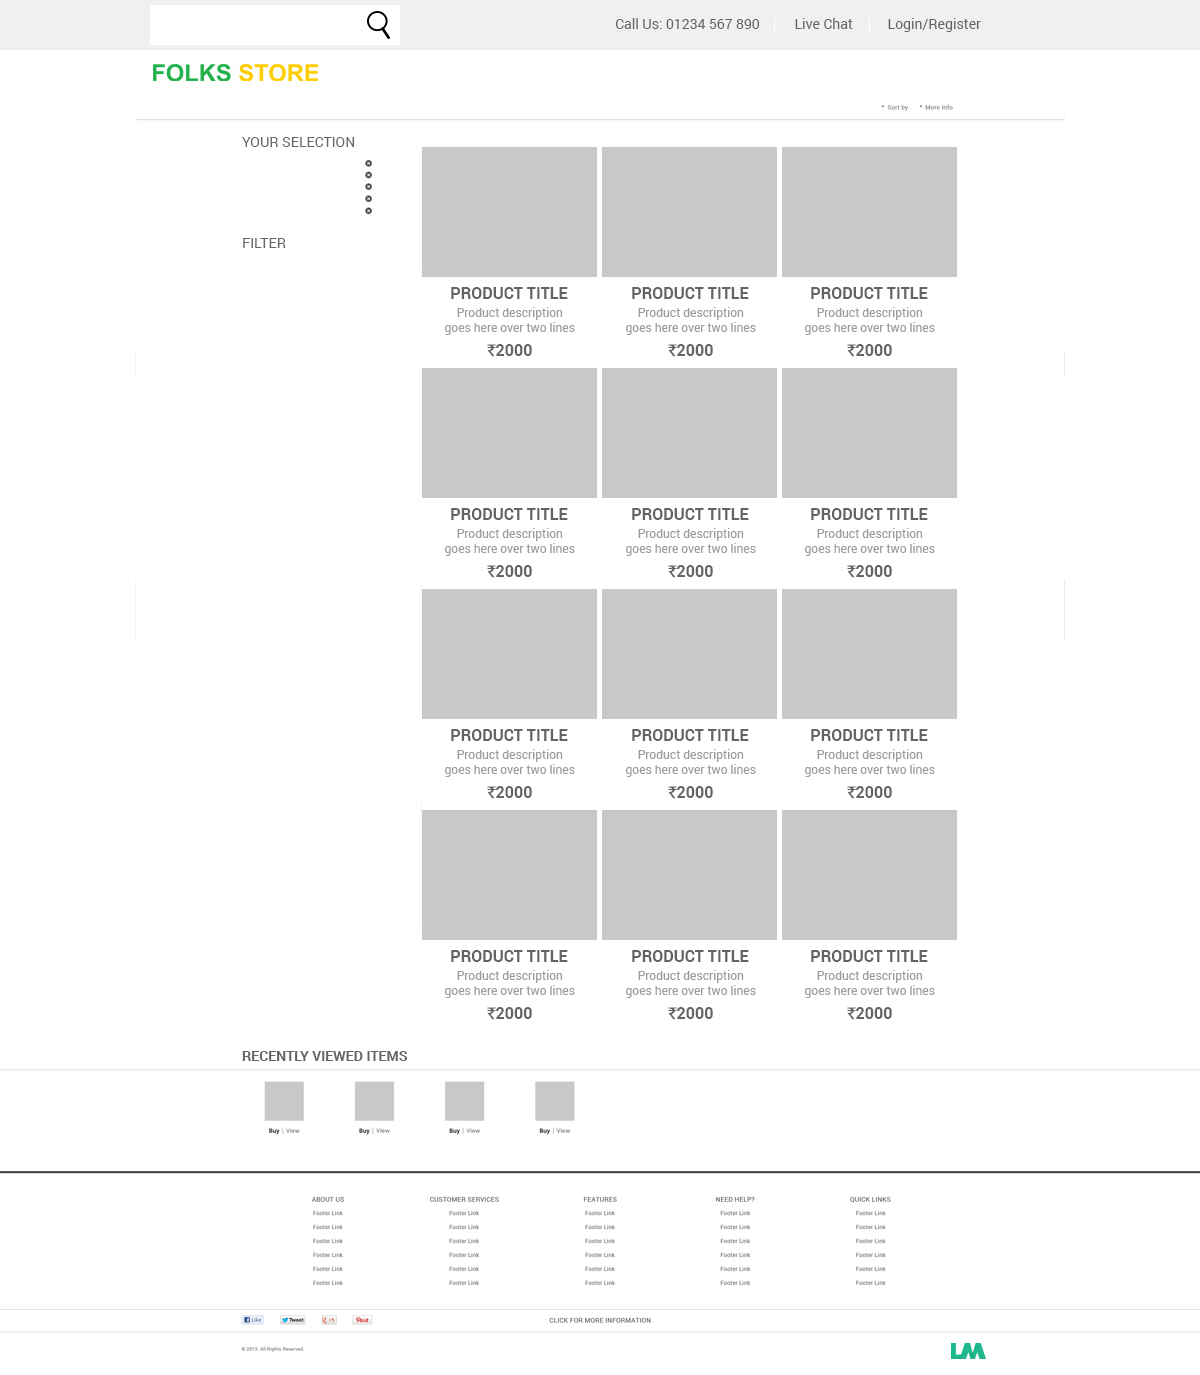 Call Us: 01234 567 890 Live Chat Login/Register
FOLKS STORE
Sort by More Info
YOUR SELECTION
FILTER
PRODUCT TITLE PRODUCT TITLE PRODUCT TITLE
Product description Product description Product description
goes here over two lines goes here over two lines goes here over two lines
₹2000 ₹2000 ₹2000
PRODUCT TITLE PRODUCT TITLE PRODUCT TITLE
Product description Product description Product description
goes here over two lines goes here over two lines goes here over two lines
₹2000 ₹2000 ₹2000
PRODUCT TITLE PRODUCT TITLE PRODUCT TITLE
Product description Product description Product description
goes here over two lines goes here over two lines goes here over two lines
₹2000 ₹2000 ₹2000
PRODUCT TITLE PRODUCT TITLE PRODUCT TITLE
Product description Product description Product description
goes here over two lines goes here over two lines goes here over two lines
₹2000 ₹2000 ₹2000
RECENTLY VIEWED ITEMS
Buy | View Buy | View Buy | View Buy | View
ABOUT US CUSTOMER SERVICES FEATURES NEED HELP? QUICK LINKS
Footer Link Footer Link Footer Link Footer Link Footer Link
Footer Link Footer Link Footer Link Footer Link Footer Link
Footer Link Footer Link Footer Link Footer Link Footer Link
Footer Link Footer Link Footer Link Footer Link Footer Link
Footer Link Footer Link Footer Link Footer Link Footer Link
Footer Link Footer Link Footer Link Footer Link Footer Link
Like Tweet +1 Pin it CLICK FOR MORE INFORMATION
© 2013. All Rights Reserved. LM